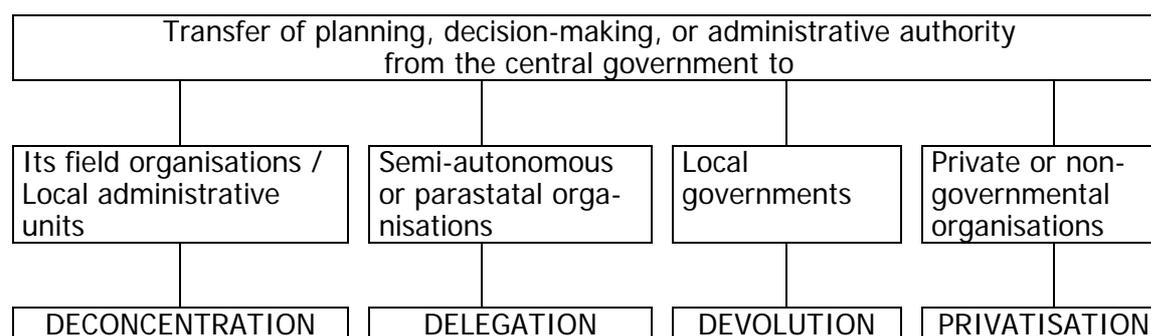 Transfer of planning, decision-making, or administrative authority
from the central government to
Its field organisations /
Local administrative
units
Semi-autonomous
or parastatal orga-
nisations
Local
governments
Private or non-
governmental
organisations
DECONCENTRATION
DELEGATION
DEVOLUTION
PRIVATISATION